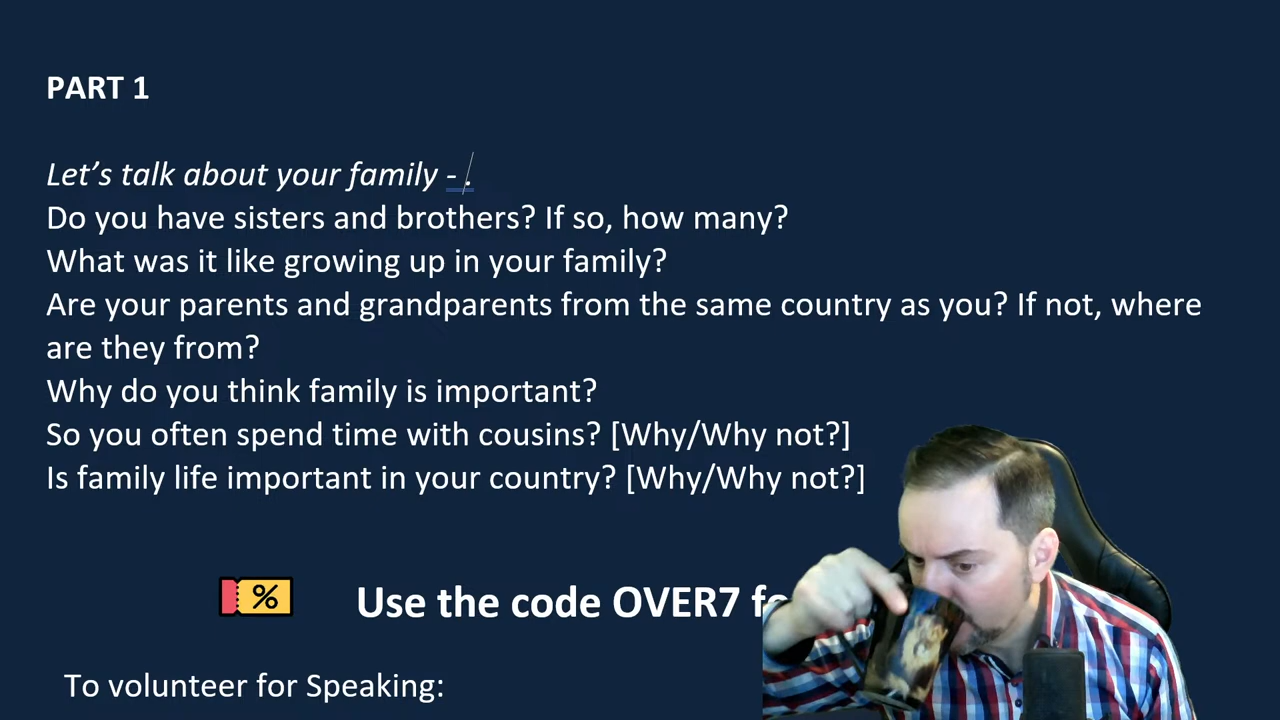 PART 1
Let's talk about your family - .
Do you have sisters and brothers? If so, how many?
What was it like growing up in your family?
Are your parents and grandparents from the same country as you? If not, where
are they from?
Why do you think family is important?
So you often spend time with cousins? [Why/Why not?]
Is family life important in your country? [Why/Why not?]
%
Use the code OVER7
To volunteer for Speaking: